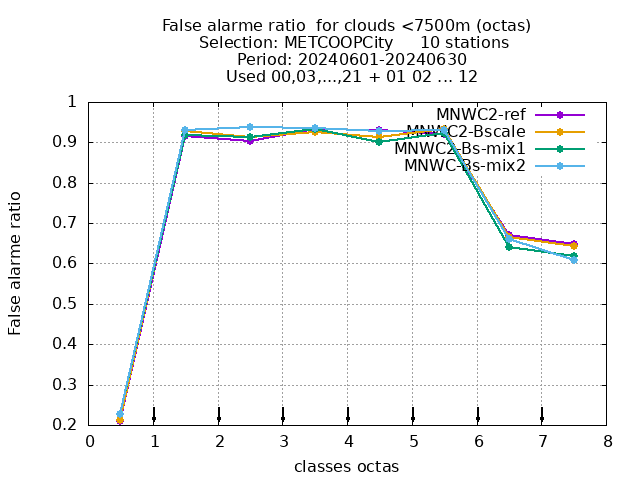 False alarme ratio  for clouds <7500m (octas)
Selection: METCOOPCity     10 stations
Period: 20240601-20240630
Used 00,03,...,21 + 01 02 ... 12
False alarme ratio
1
0.9
0.8
0.7
0.6
0.5
0.4
0.3
0.2
MNWC2-ref
MNWC2-Bscale
MNWC2-Bs-mix1
MNWC-Bs-mix2
0 1 2 3 4 5 6 7 8
classes octas